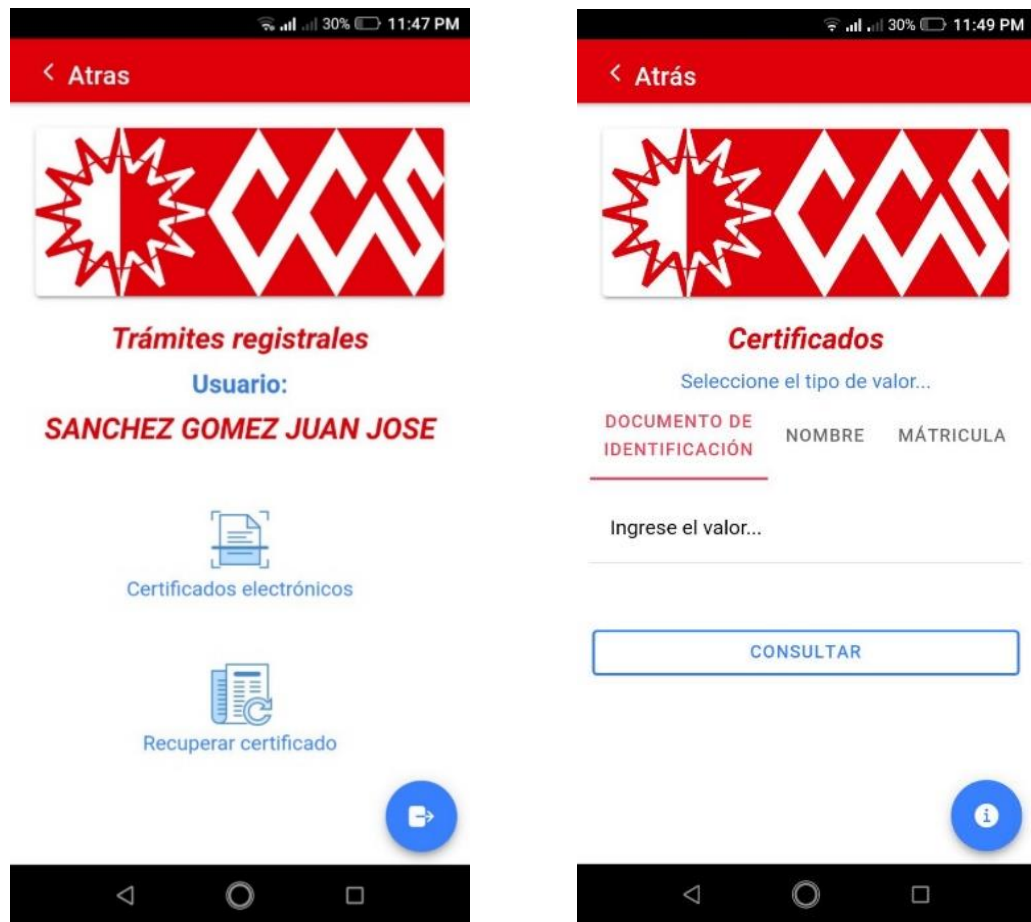 30% 11:47 PM
Atras
CCS
Trámites registrales
Usuario:
SANCHEZ GOMEZ JUAN JOSE
Certificados electrónicos
Recuperar certificado
30% 11:49 PM
Atrás
CCS
Certificados
Seleccione el tipo de valor...
DOCUMENTO DE
IDENTIFICACIÓN
NOMBRE
MÁTRICULA
Ingrese el valor...
CONSULTAR